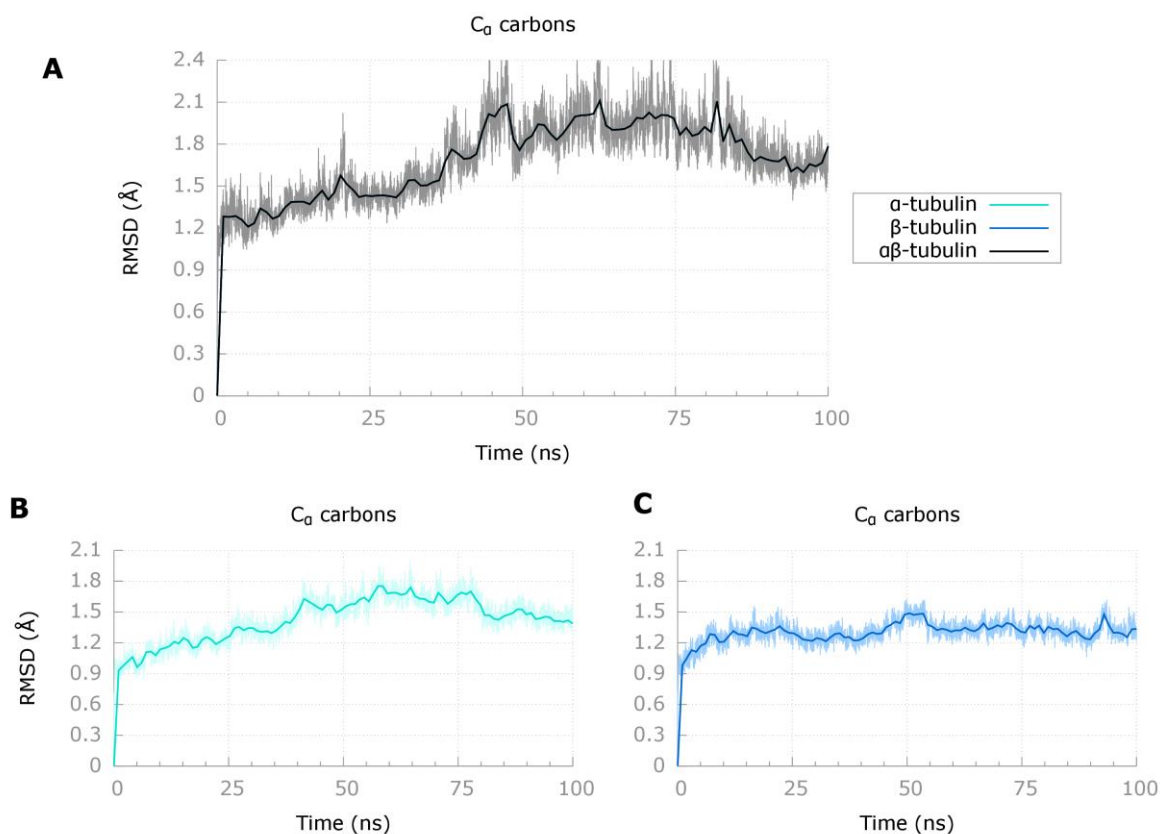 Cα carbons
A
2.4
2.1
1.8
1.5
1.2
0.9
0.6
0.3
0
RMSD (Å)
0 25 50 75 100
Time (ns)
α-tubulin
β-tubulin
αβ-tubulin
B
Cα carbons
2.1
1.8
1.5
1.2
0.9
0.6
0.3
0
RMSD (Å)
0 25 50 75 100
Time (ns)
C
Cα carbons
2.1
1.8
1.5
1.2
0.9
0.6
0.3
0
0 25 50 75 100
Time (ns)